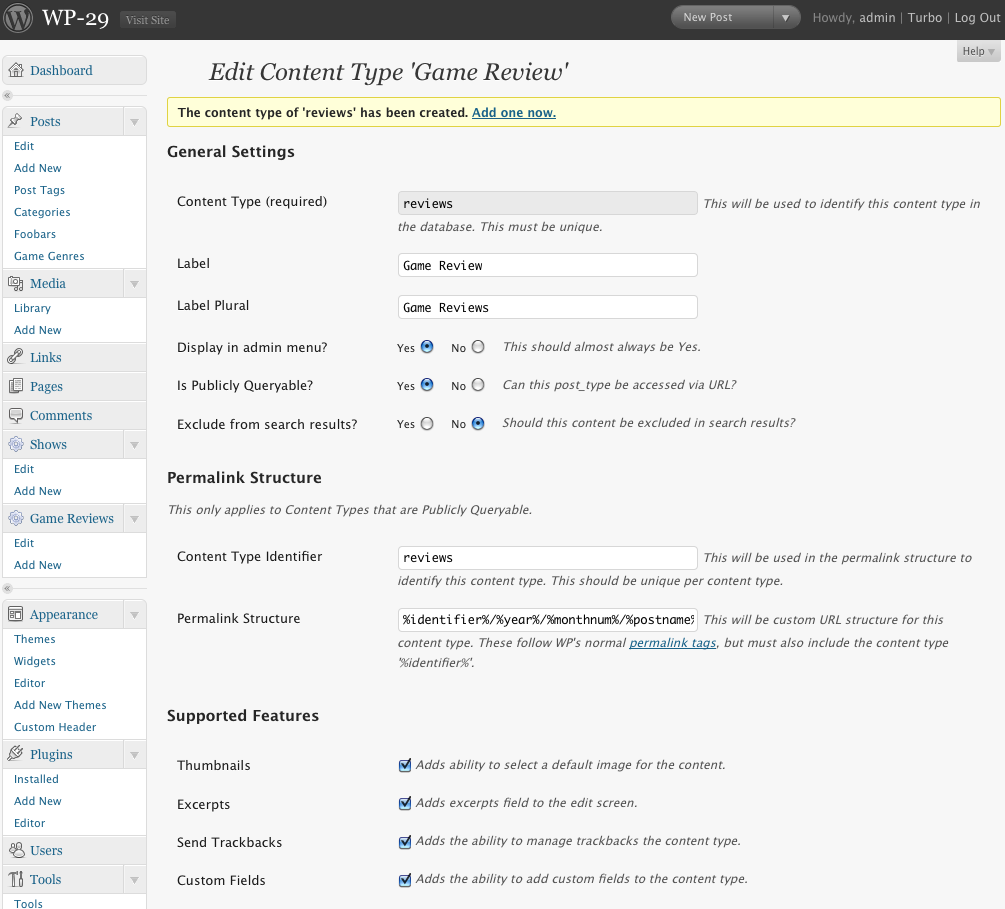 WP-29 Visit Site New Post Howdy, admin | Turbo | Log Out
Help
Dashboard
Posts
Edit
Add New
Post Tags
Categories
Foobars
Game Genres
Media
Library
Add New
Links
Pages
Comments
Shows
Edit
Add New
Game Reviews
Edit
Add New
Appearance
Themes
Widgets
Editor
Add New Themes
Custom Header
Plugins
Installed
Add New
Editor
Users
Tools
Tools
Edit Content Type 'Game Review'
The content type of 'reviews' has been created. Add one now.
General Settings
Content Type (required) reviews This will be used to identify this content type in
the database. This must be unique.
Label Game Review
Label Plural Game Reviews
Display in admin menu? Yes No This should almost always be Yes.
Is Publicly Queryable? Yes No Can this post_type be accessed via URL?
Exclude from search results? Yes No Should this content be excluded in search results?
Permalink Structure
This only applies to Content Types that are Publicly Queryable.
Content Type Identifier reviews This will be used in the permalink structure to
identify this content type. This should be unique per content type.
Permalink Structure %identifier%/%year%/%monthnum%/%postname% This will be custom URL structure for this
content type. These follow WP's normal permalink tags, but must also include the content type
'%identifier%'.
Supported Features
Thumbnails Adds ability to select a default image for the content.
Excerpts Adds excerpts field to the edit screen.
Send Trackbacks Adds the ability to manage trackbacks the content type.
Custom Fields Adds the ability to add custom fields to the content type.